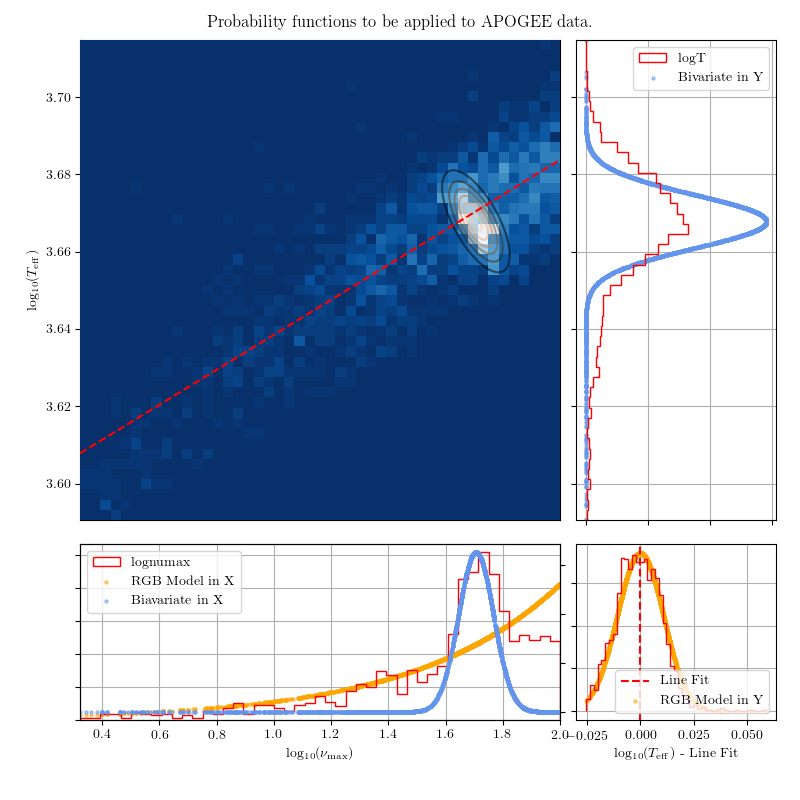 Probability functions to be applied to APOGEE data.
3.70
3.68
3.66
3.64
3.62
3.60
log10(Teff)
logT
Bivariate in Y
lognumax
RGB Model in X
Biavariate in X
0.4 0.6 0.8 1.0 1.2 1.4 1.6 1.8 2.0
log10(νmax)
Line Fit
RGB Model in Y
−0.025 0.000 0.025 0.050
log10(Teff) - Line Fit